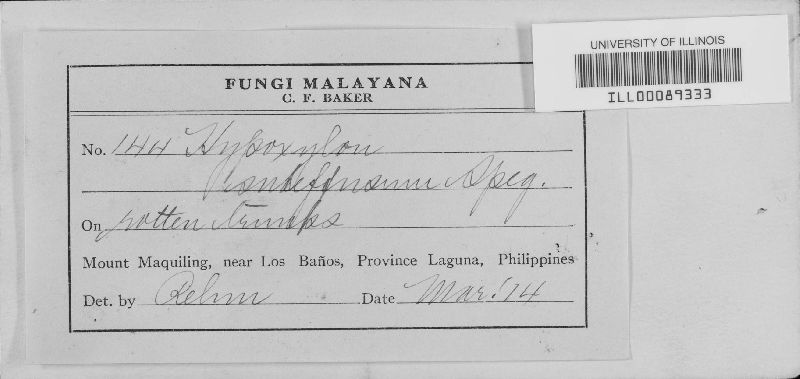 UNIVERSITY OF ILLINOIS
ILL00089333
FUNGI MALAYANA
C. F. BAKER
No. 144 Hypoxylon
Speg.
On rotten trunks
Mount Maquiling, near Los Baños, Province Laguna, Philippines
Det. by Rehm Date Mar. '14